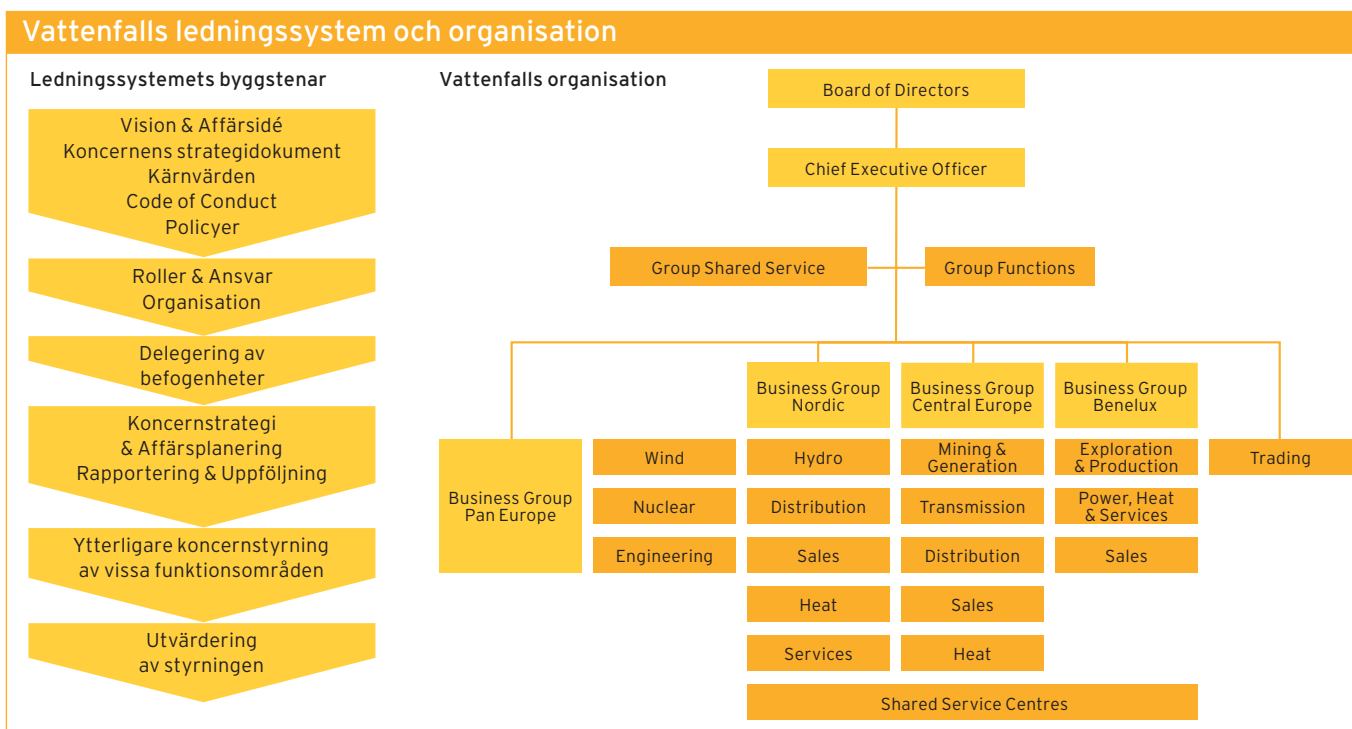 Vattenfalls ledningssystem och organisation
Ledningssystemets byggstenar
Vision & Affärsidé
Koncernens strategidokument
Kärnvärden
Code of Conduct
Policyer
Roller & Ansvar
Organisation
Delegering av
befogenheter
Koncernstrategi
& Affärsplanering
Rapportering & Uppföljning
Ytterligare koncernstyrning
av vissa funktionsområden
Utvärdering
av styrningen
Vattenfalls organisation
Board of Directors
Chief Executive Officer
Group Shared Service
Group Functions
Business Group
Pan Europe
Wind
Nuclear
Engineering
Business Group
Nordic
Hydro
Distribution
Sales
Heat
Services
Business Group
Central Europe
Mining &
Generation
Transmission
Distribution
Sales
Heat
Business Group
Benelux
Exploration
& Production
Power, Heat
& Services
Sales
Trading
Shared Service Centres